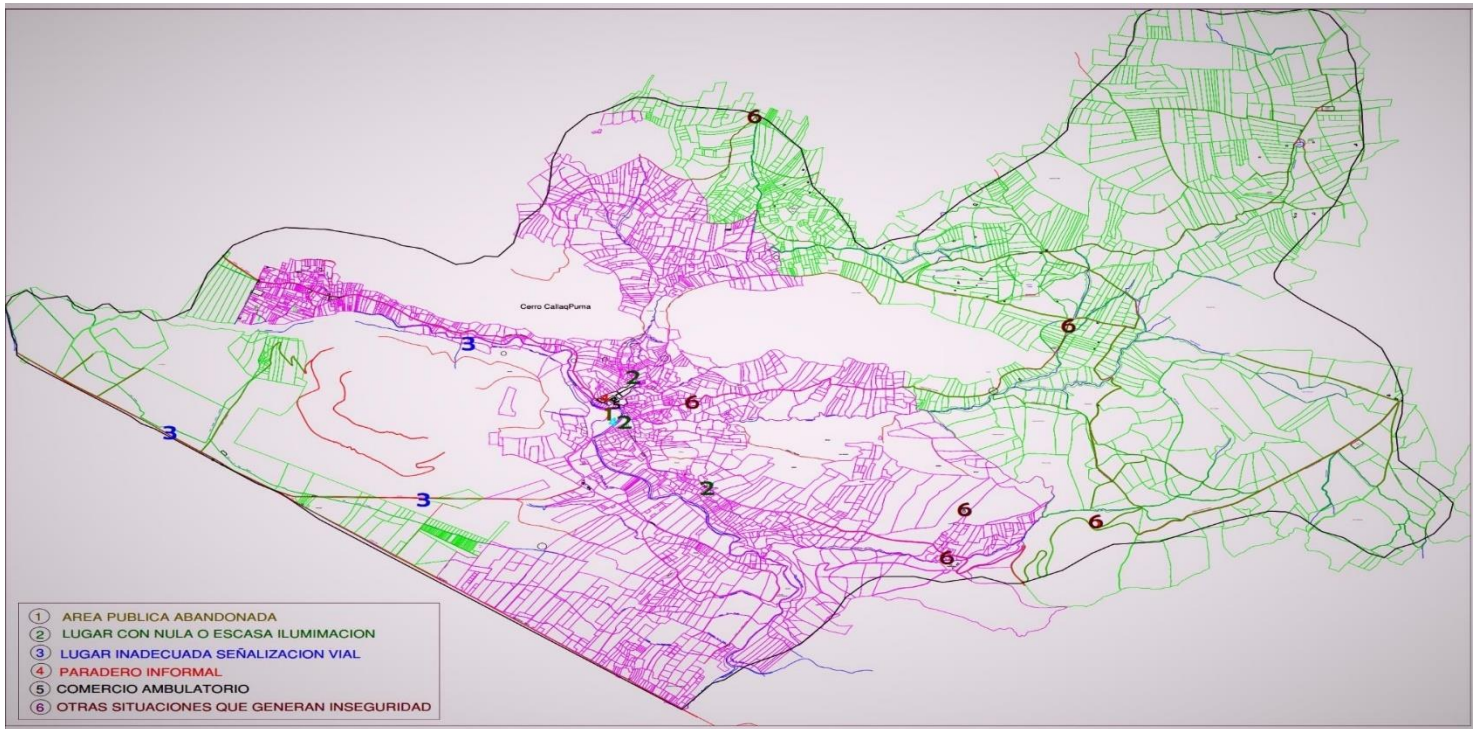 6
6
Cerro CallaqPuma
3
2
4
6
1
2
3
2
3
6
6
6
1 AREA PUBLICA ABANDONADA
2 LUGAR CON NULA O ESCASA ILUMIMACION
3 LUGAR INADECUADA SEÑALIZACION VIAL
4 PARADERO INFORMAL
5 COMERCIO AMBULATORIO
6 OTRAS SITUACIONES QUE GENERAN INSEGURIDAD